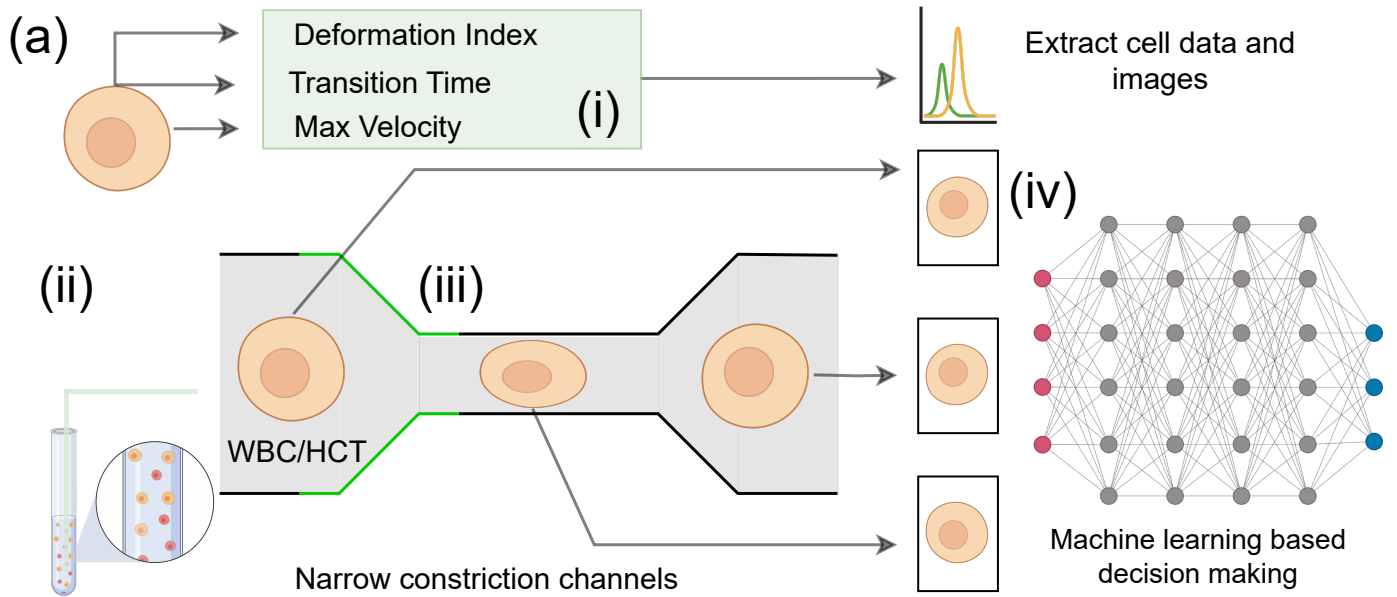 (a)
Deformation Index
Transition Time
Max Velocity
(i)
Extract cell data and
images
(ii)
(iii)
(iv)
WBC/HCT
Narrow constriction channels
Machine learning based
decision making